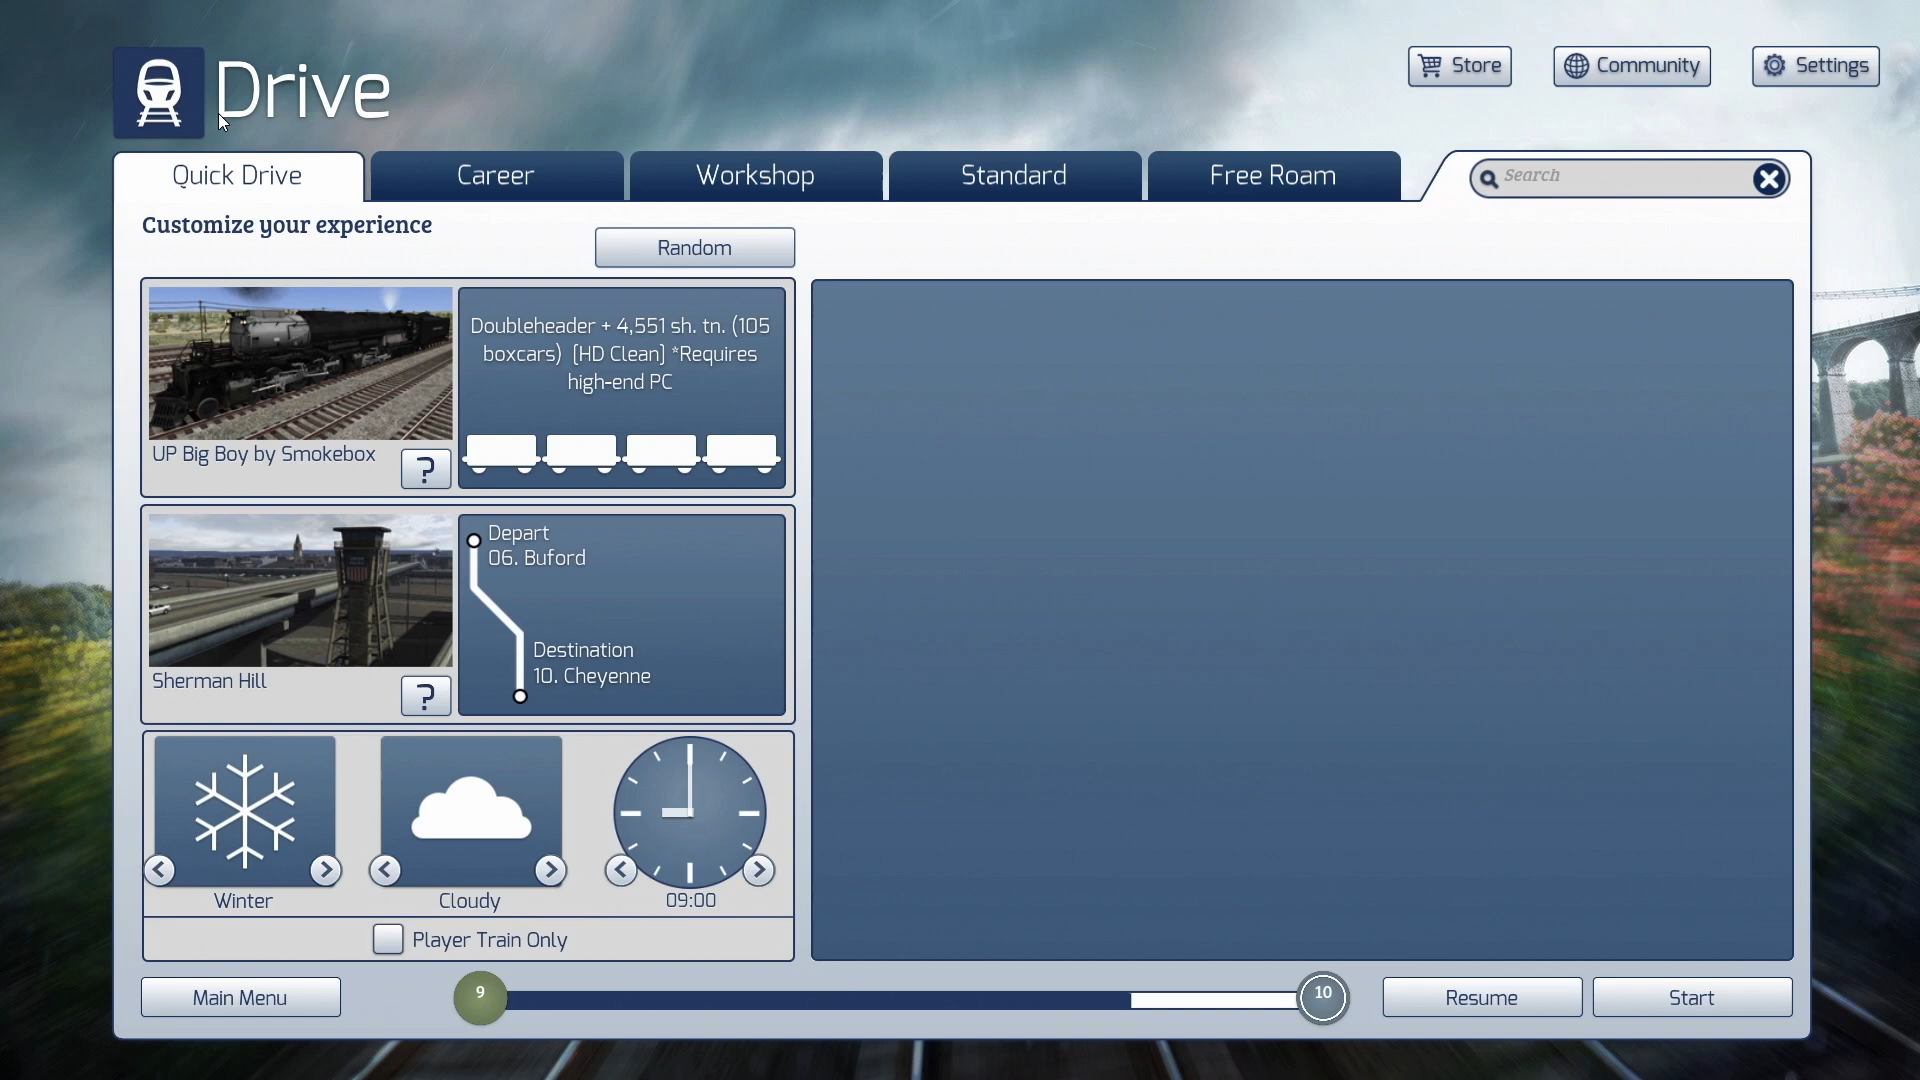 Drive
Store
Community
Settings
Quick Drive
Career
Workshop
Standard
Free Roam
Search
Customize your experience
Random
Doubleheader + 4,551 sh. tn. (105
boxcars)  [HD Clean] *Requires
high-end PC
UP Big Boy by Smokebox
?
Depart
06. Buford
Destination
10. Cheyenne
Sherman Hill
?
Winter
Cloudy
09:00
Player Train Only
Main Menu
9
10
Resume
Start